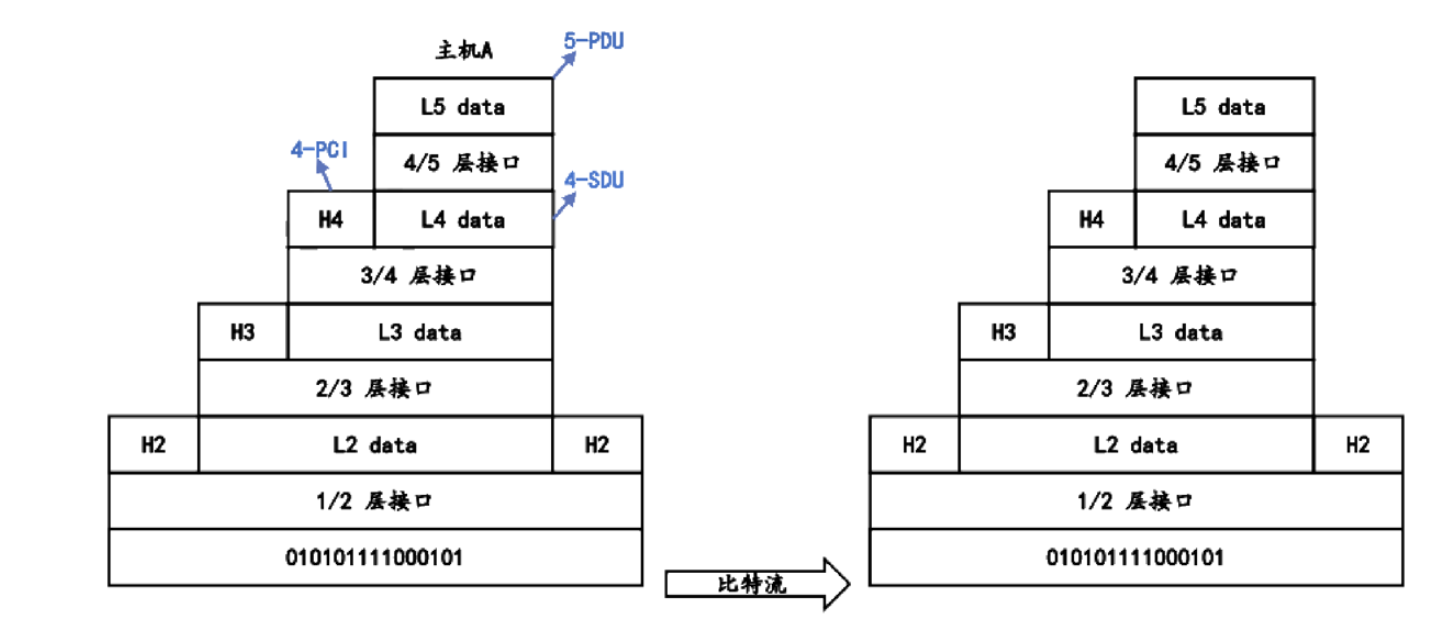 主机A
5-PDU
L5 data
4/5 层接口
4-PCI
4-SDU
H4
L4 data
3/4 层接口
H3
L3 data
2/3 层接口
H2
L2 data
H2
1/2 层接口
010101111000101
比特流
L5 data
4/5 层接口
H4
L4 data
3/4 层接口
H3
L3 data
2/3 层接口
H2
L2 data
H2
1/2 层接口
010101111000101